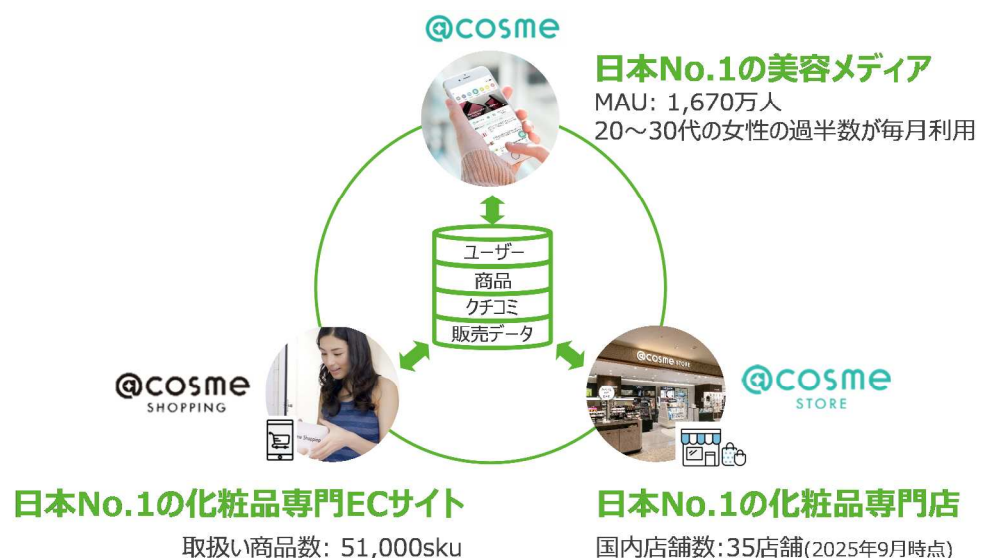 @cosme
日本No.1の美容メディア
MAU: 1,670万人
20～30代の女性の過半数が毎月利用
ユーザー
商品
クチコミ
販売データ
@cosme
SHOPPING
@cosme STORE
@cosme
STORE
日本No.1の化粧品専門ECサイト
取扱い商品数: 51,000sku
日本No.1の化粧品専門店
国内店舗数:35店舗(2025年9月時点)